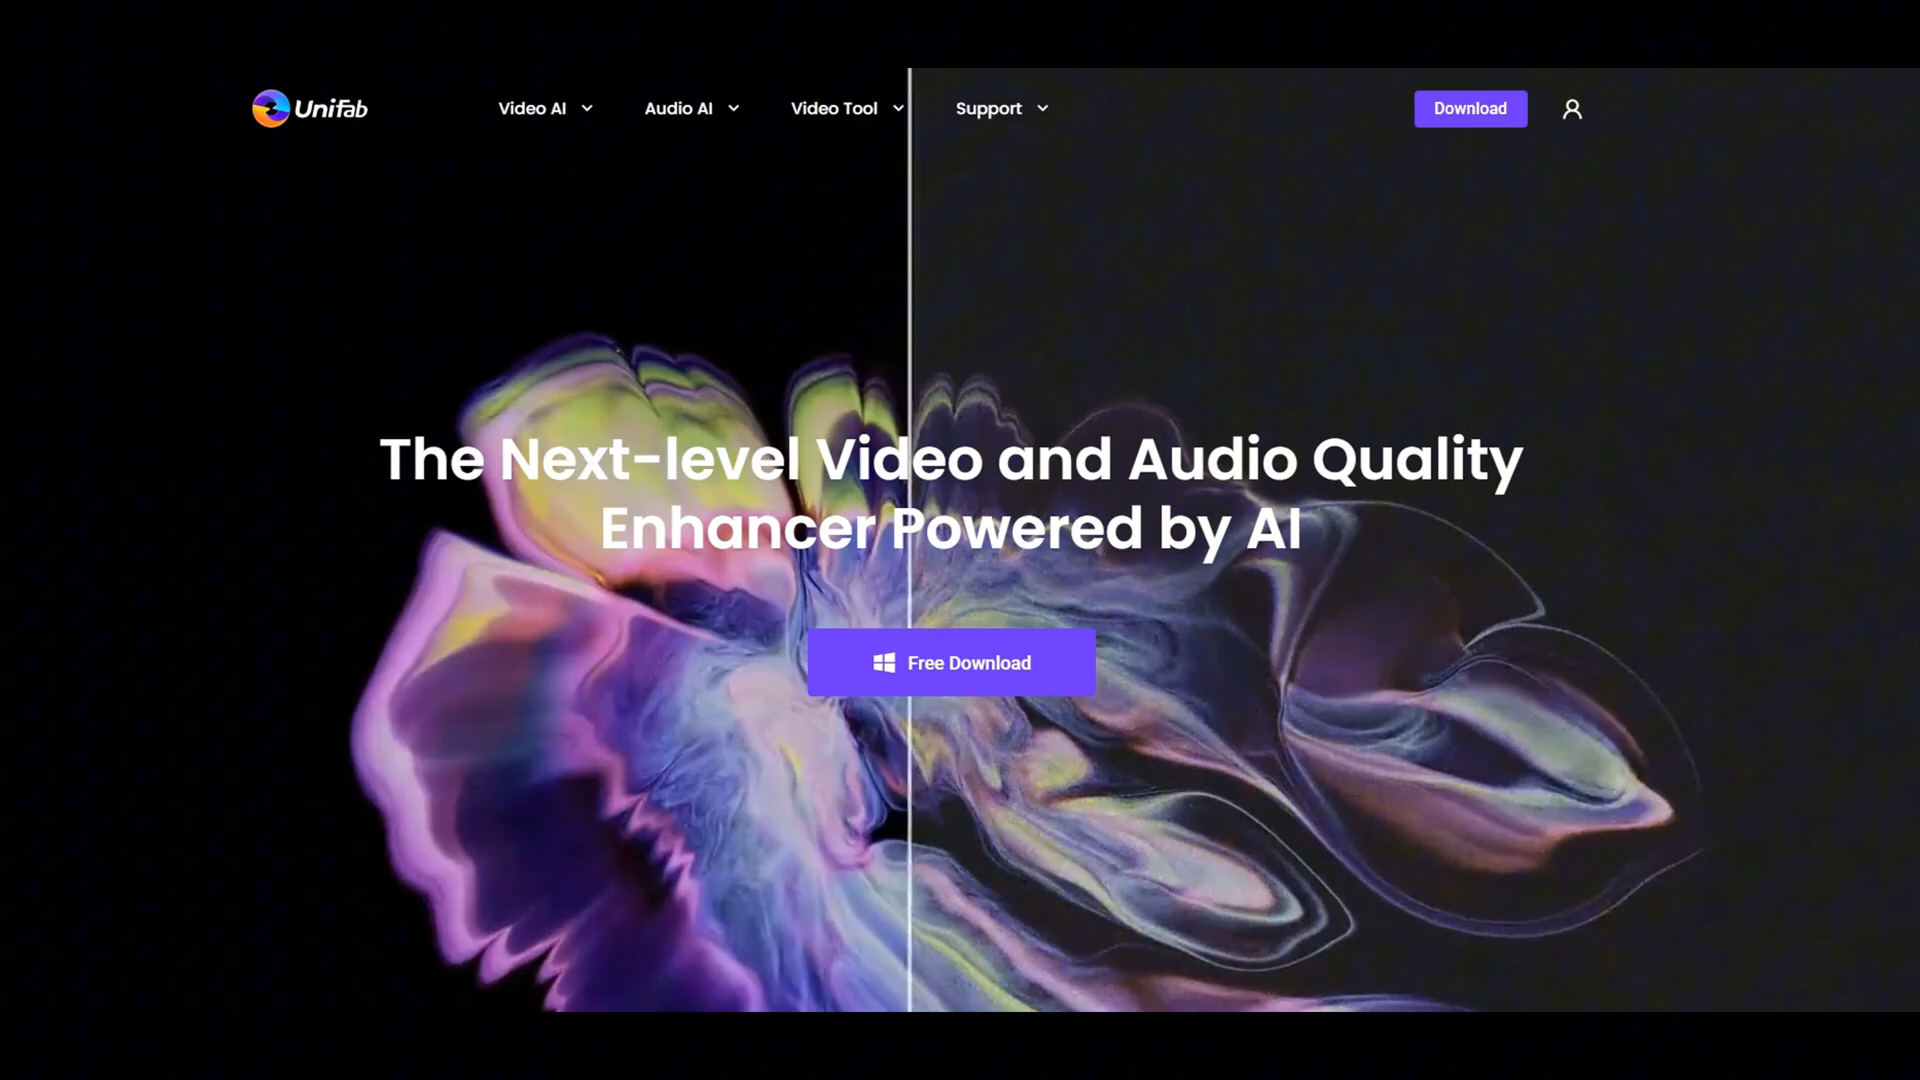 UniFab
Video AI
Audio AI
Video Tool
Support
Download
The Next-level Video and Audio Quality
Enhancer Powered by AI
Free Download